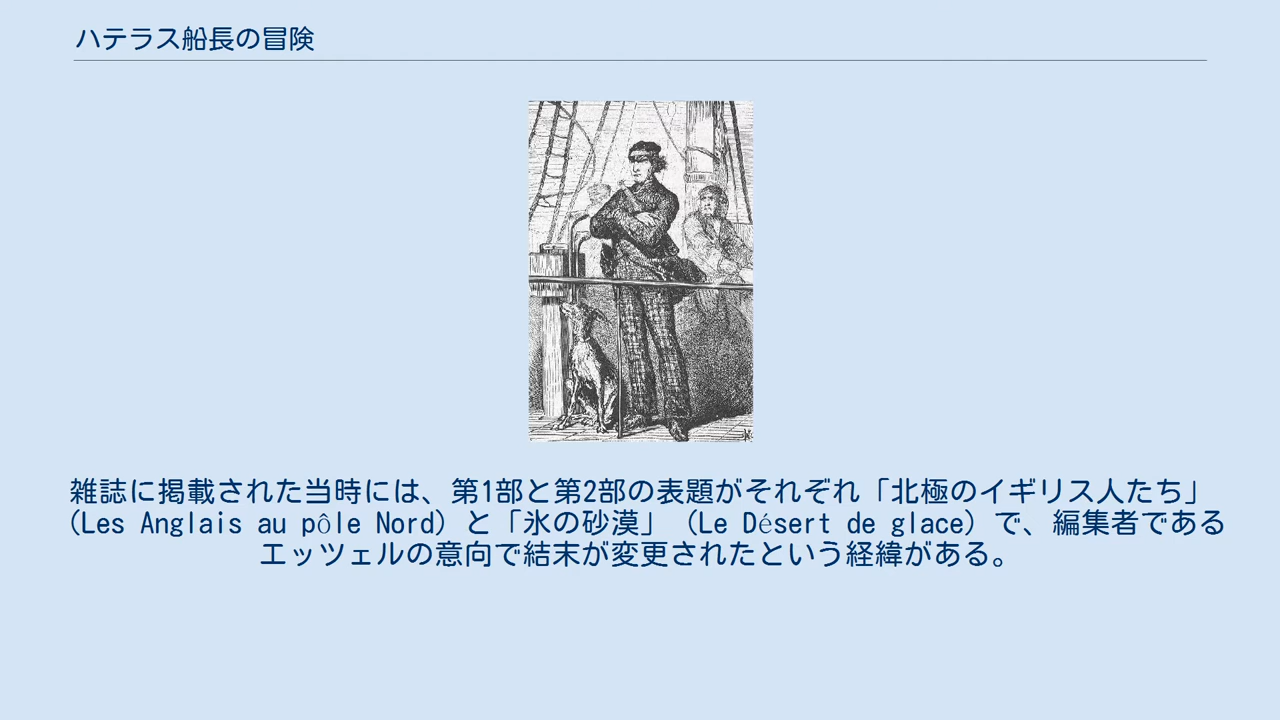 ハテラス船長の冒険
雑誌に掲載された当時には、第1部と第2部の表題がそれぞれ「北極のイギリス人たち」
(Les Anglais au pôle Nord) と「氷の砂漠」 (Le Désert de glace) で、編集者である
エッツェルの意向で結末が変更されたという経緯がある。